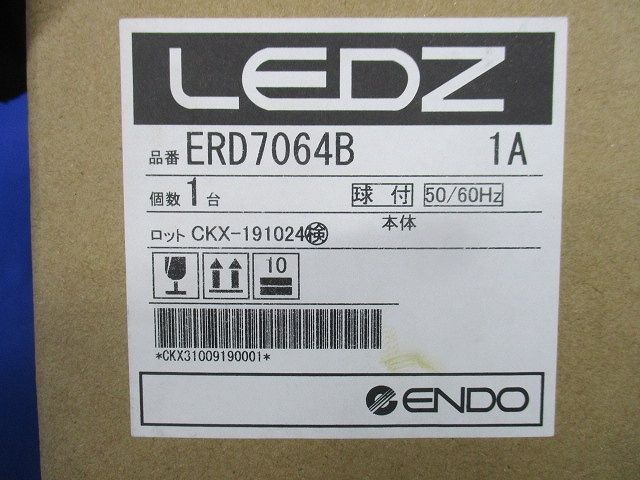 LEDZ
品番 ERD7064B 1A
個数 1 台 球付 50/60Hz
ロット CKX-191024 検 本体
10
*CKX31009190001*
ENDO